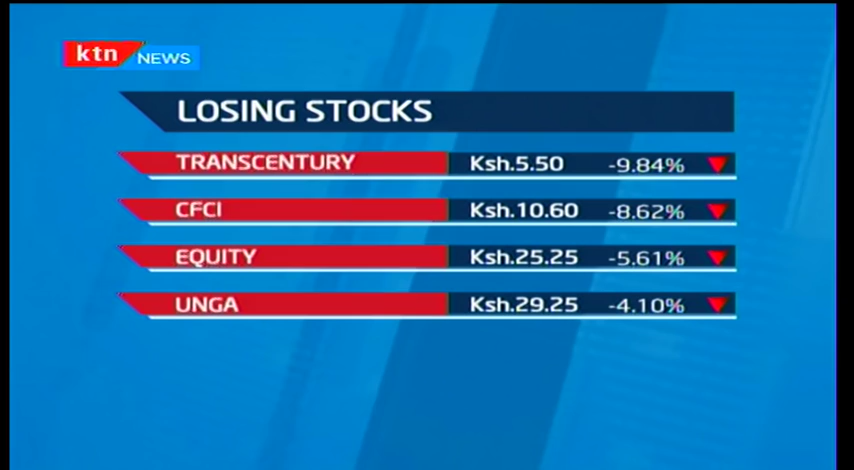 ktn NEWS
LOSING STOCKS
TRANSCENTURY Ksh.5.50 -9.84%
CFCI Ksh.10.60 -8.62%
EQUITY Ksh.25.25 -5.61%
UNGA Ksh.29.25 -4.10%